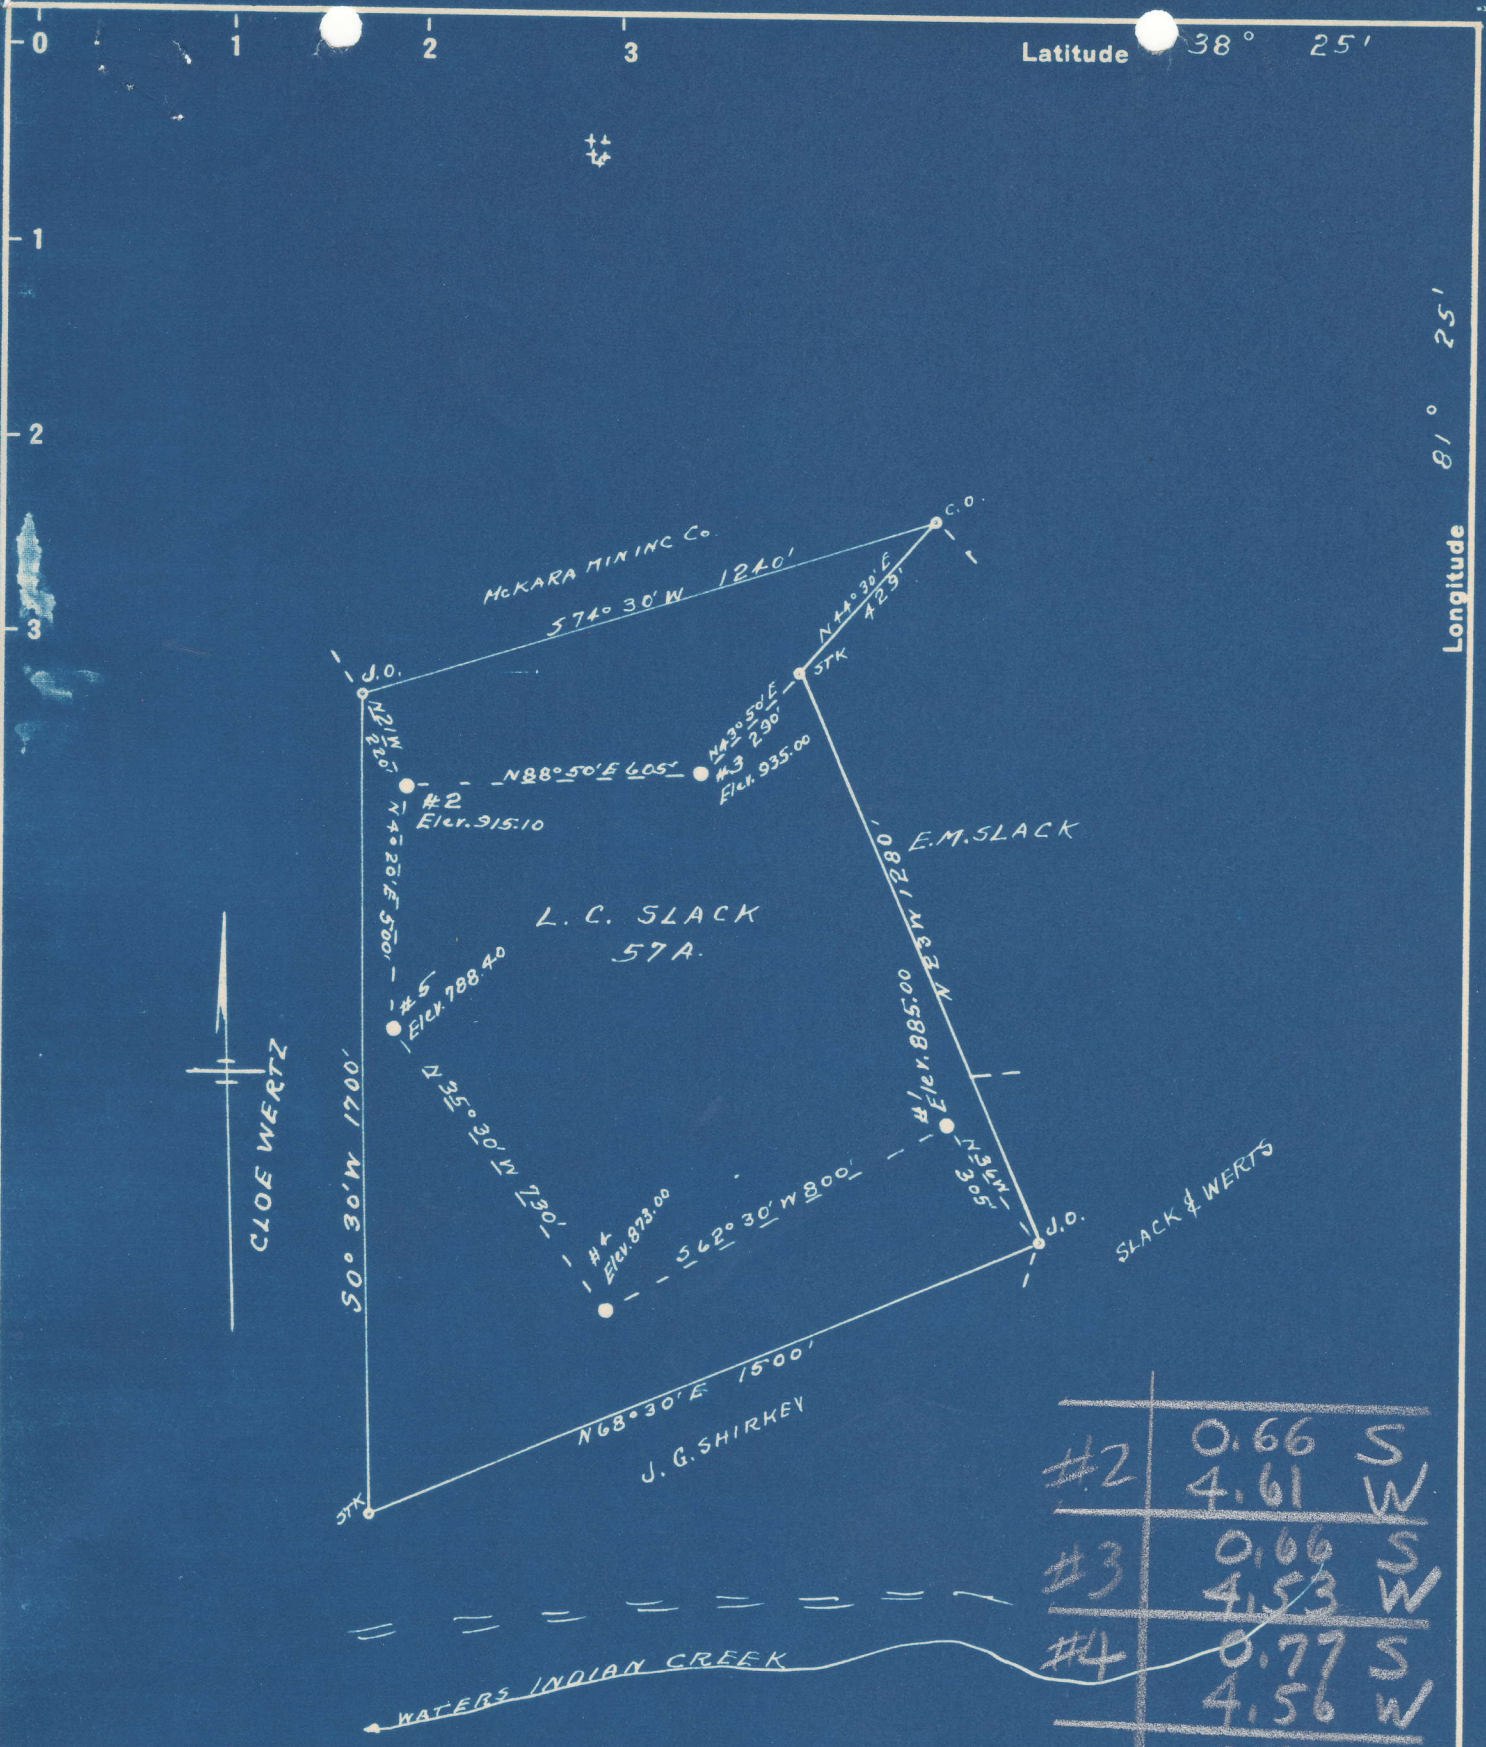 0 1 2 3 Latitude 38° 25'
1
2
3
81° 25'
Longitude
C.O.
McKARA MINING Co.
S 74° 30' W 1240'
N 44° 30' E
429'
STK
J.O.
N 21 W
220'
N 43° 50' E
290'
N 88° 50' E 605'
#3
Elev. 935.00
#2
Elev. 915.10
N 4° 20' E 500'
E.M. SLACK
N 23 W 1280'
L. C. SLACK
57 A.
#5
Elev. 788.40
CLOE WERTZ
S 0° 30' W 1700'
N 35° 30' W 730'
#1
Elev. 885.00
N 36 W
305'
#4
Elev. 873.00
S 62° 30' W 800'
J.O.
SLACK & WERTS
N 68° 30' E 1500'
J. G. SHIRKEY
STK
WATERS INDIAN CREEK
#2 0.66 S
4.61 W
#3 0.66 S
4.53 W
#4 0.77 S
4.56 W